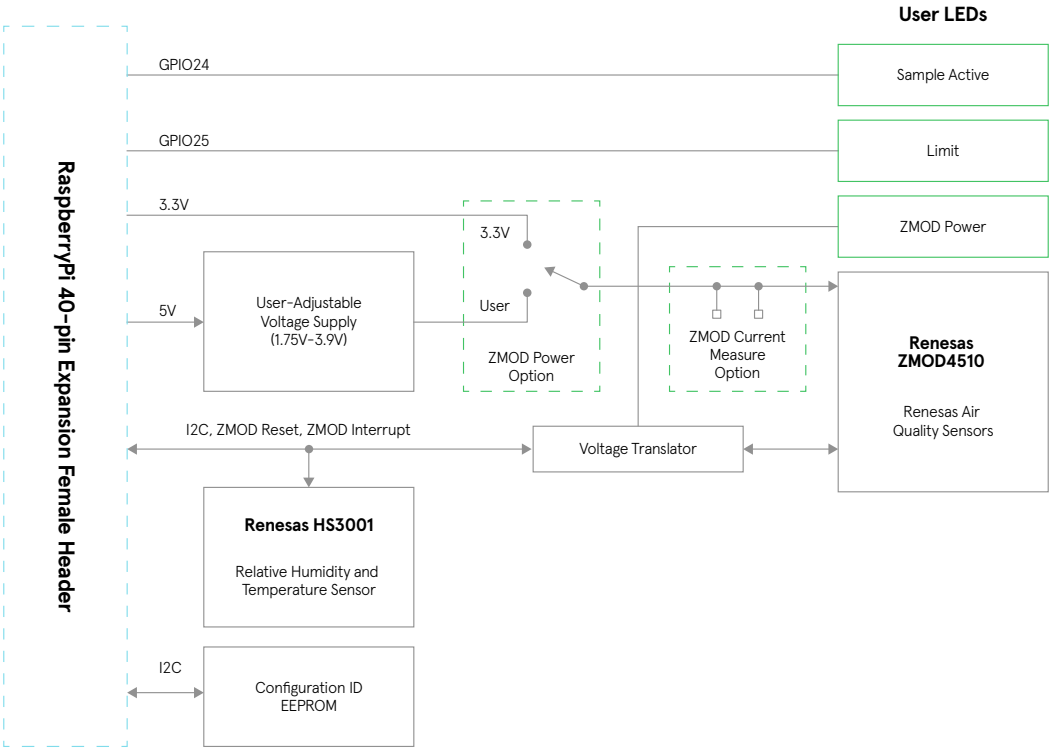 User LEDs
GPIO24
Sample Active
GPIO25
Limit
RaspberryPi 40-pin Expansion Female Header
3.3V
3.3V
ZMOD Power
5V
User-Adjustable
Voltage Supply
(1.75V-3.9V)
User
ZMOD Power
Option
ZMOD Current
Measure
Option
Renesas
ZMOD4510
Renesas Air
Quality Sensors
I2C, ZMOD Reset, ZMOD Interrupt
Voltage Translator
Renesas HS3001
Relative Humidity and
Temperature Sensor
I2C
Configuration ID
EEPROM